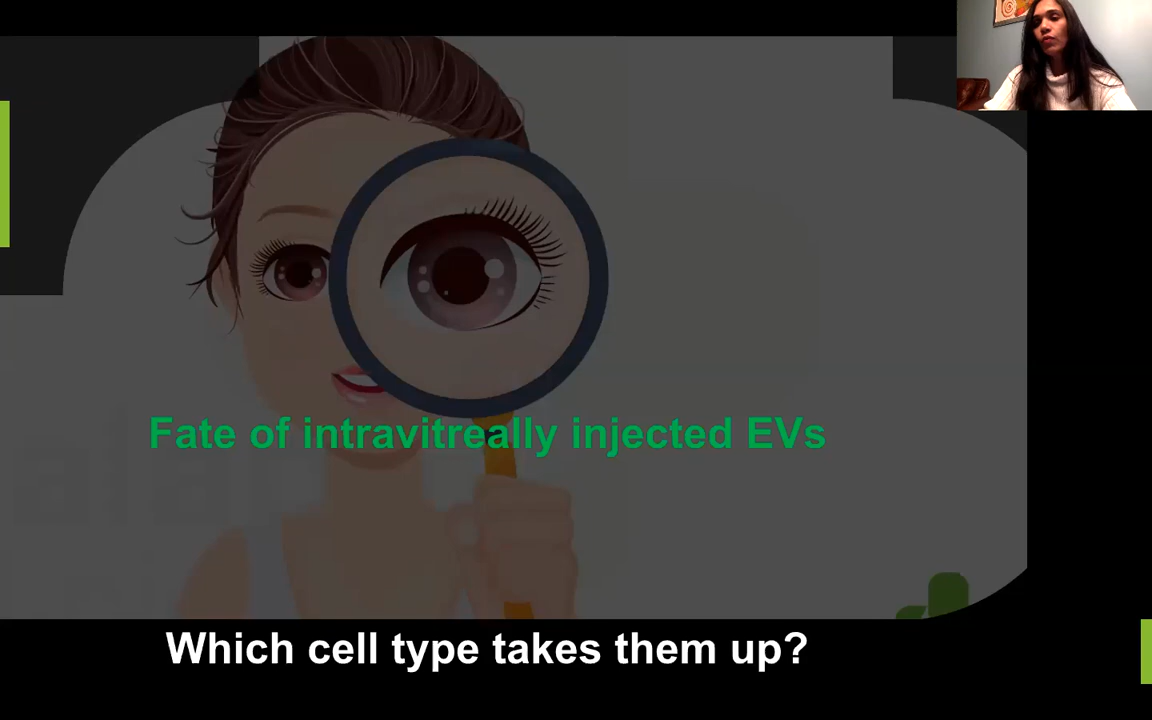 Fate of intravitreally injected EVs
Which cell type takes them up?